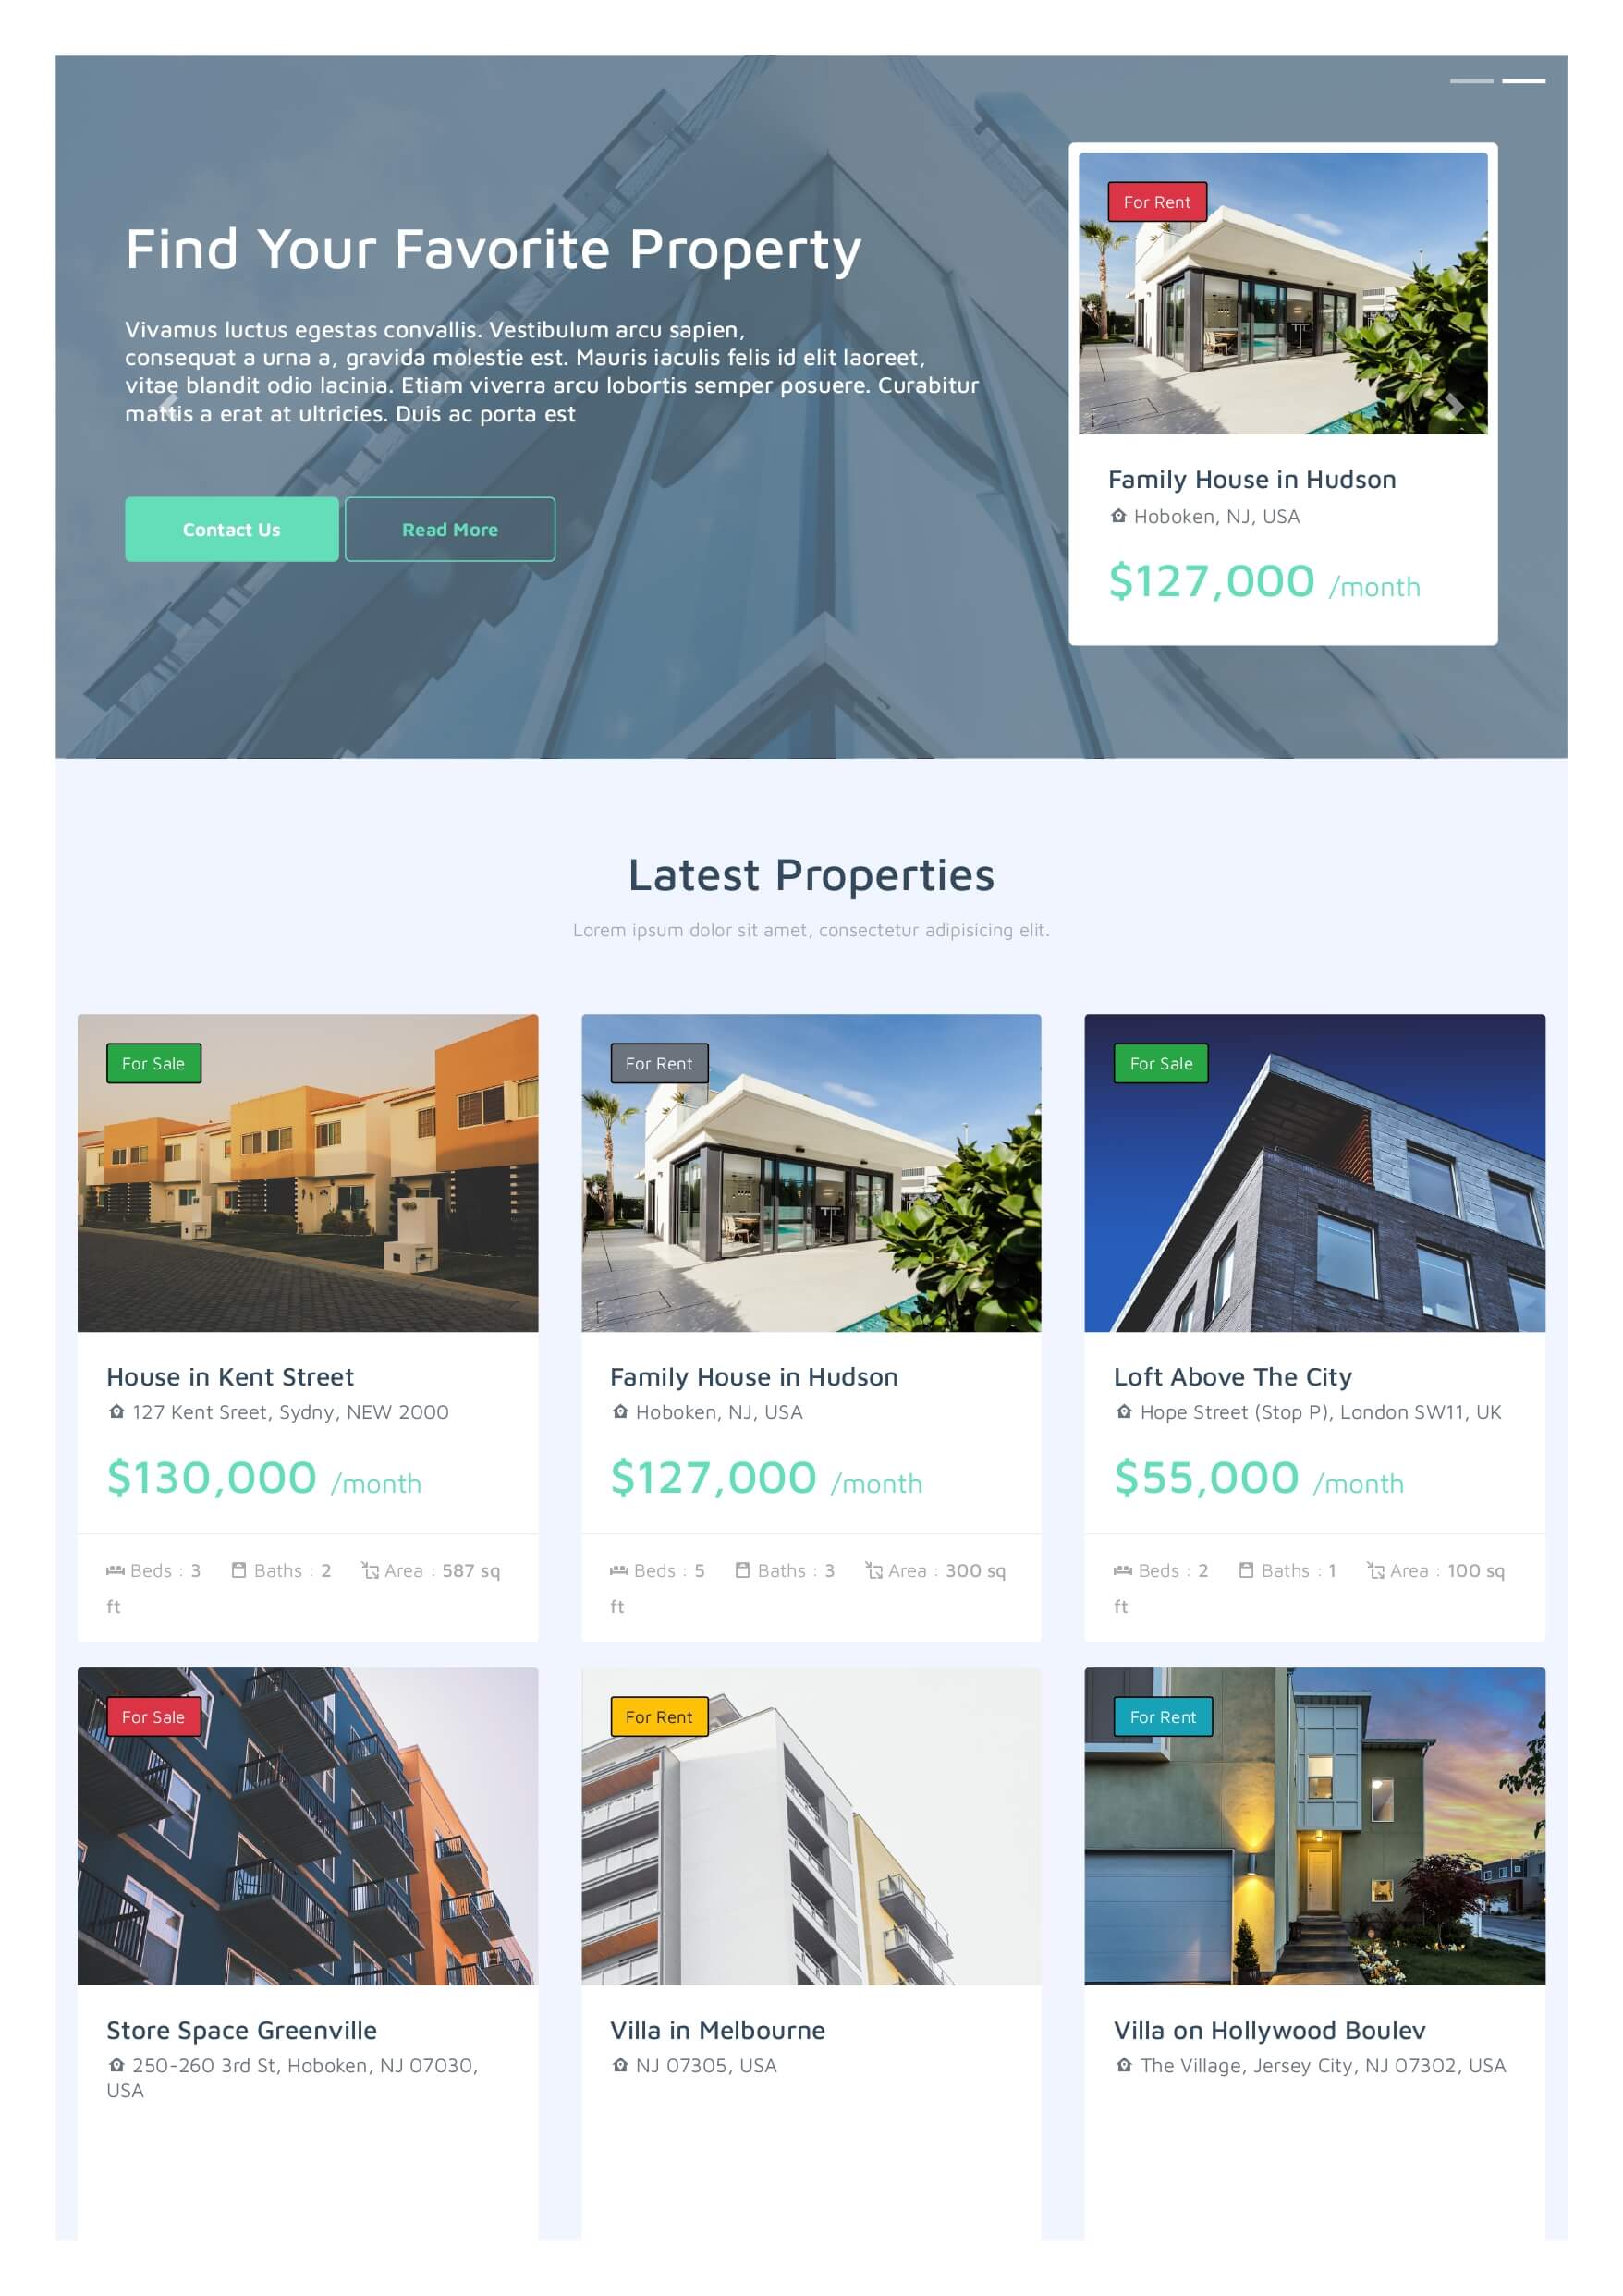 For Rent
Find Your Favorite Property
Vivamus luctus egestas convallis. Vestibulum arcu sapien,
consequat a urna a, gravida molestie est. Mauris iaculis felis id elit laoreet,
vitae blandit odio lacinia. Etiam viverra arcu lobortis semper posuere. Curabitur
mattis a erat at ultricies. Duis ac porta est
Contact Us
Read More
Family House in Hudson
Hoboken, NJ, USA
$127,000 /month
Latest Properties
Lorem ipsum dolor sit amet, consectetur adipisicing elit.
For Sale
House in Kent Street
127 Kent Sreet, Sydny, NEW 2000
$130,000 /month
Beds : 3 Baths : 2 Area : 587 sq
ft
For Rent
Family House in Hudson
Hoboken, NJ, USA
$127,000 /month
Beds : 5 Baths : 3 Area : 300 sq
ft
For Sale
Loft Above The City
Hope Street (Stop P), London SW11, UK
$55,000 /month
Beds : 2 Baths : 1 Area : 100 sq
ft
For Sale
Store Space Greenville
250-260 3rd St, Hoboken, NJ 07030,
USA
For Rent
Villa in Melbourne
NJ 07305, USA
For Rent
Villa on Hollywood Boulev
The Village, Jersey City, NJ 07302, USA